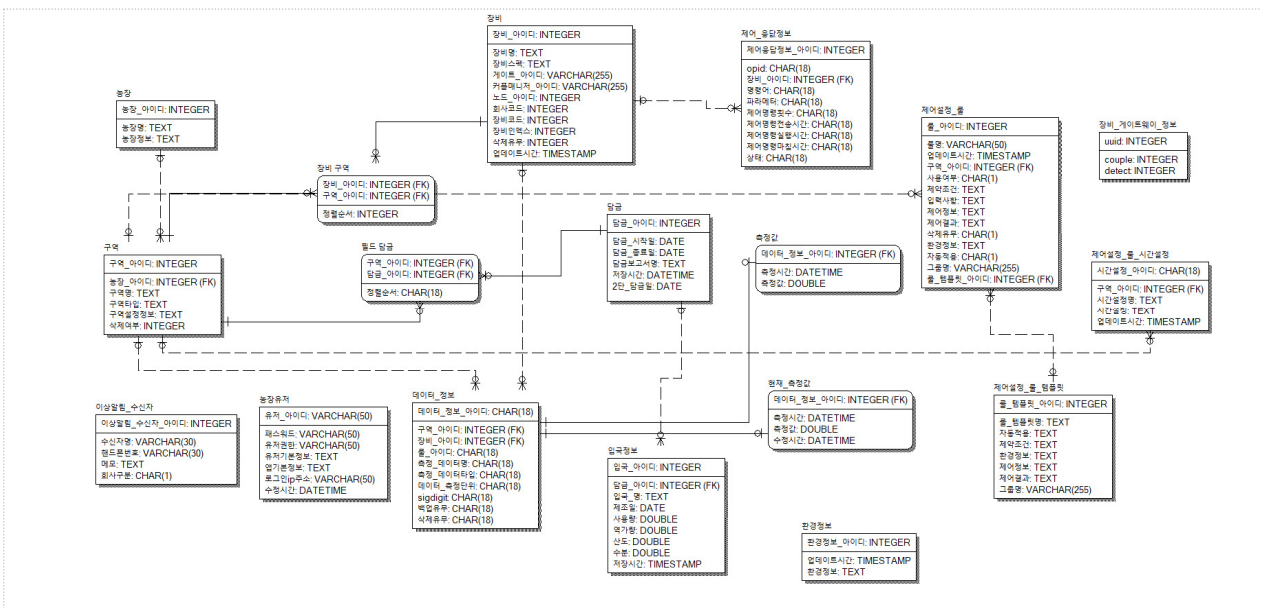 장비
장비_아이디: INTEGER
장비명: TEXT
장비스펙: TEXT
게이트_아이디: VARCHAR(255)
커플매니저_아이디: VARCHAR(255)
노드_아이디: INTEGER
회사코드: INTEGER
장비코드: INTEGER
장비인덱스: INTEGER
삭제유무: INTEGER
업데이트시간: TIMESTAMP
제어_응답정보
제어응답정보_아이디: INTEGER
opid: CHAR(18)
장비_아이디: INTEGER (FK)
명령어: CHAR(18)
파라메터: CHAR(18)
제어명령횟수: CHAR(18)
제어명령전송시간: CHAR(18)
제어명령실행시간: CHAR(18)
제어명령마침시간: CHAR(18)
상태: CHAR(18)
농장
농장_아이디: INTEGER
농장명: TEXT
농장정보: TEXT
제어설정_룰
룰_아이디: INTEGER
룰명: VARCHAR(50)
업데이트시간: TIMESTAMP
구역_아이디: INTEGER (FK)
사용여부: CHAR(1)
제약조건: TEXT
입력사항: TEXT
제어정보: TEXT
제어결과: TEXT
삭제유무: CHAR(1)
환경정보: TEXT
자동적용: CHAR(1)
그룹명: VARCHAR(255)
룰_템플릿_아이디: INTEGER (FK)
장비_게이트웨이_정보
uuid: INTEGER
couple: INTEGER
detect: INTEGER
장비 구역
장비_아이디: INTEGER (FK)
구역_아이디: INTEGER (FK)
정렬순서: INTEGER
담금
담금_아이디: INTEGER
담금_시작일: DATE
담금_종료일: DATE
담금보고서명: TEXT
저장시간: DATETIME
2단_담금일: DATE
구역
구역_아이디: INTEGER
농장_아이디: INTEGER (FK)
구역명: TEXT
구역타입: TEXT
구역설정정보: TEXT
삭제여부: INTEGER
필드 담금
구역_아이디: INTEGER (FK)
담금_아이디: INTEGER (FK)
정렬순서: CHAR(18)
측정값
데이터_정보_아이디: INTEGER (FK)
측정시간: DATETIME
측정값: DOUBLE
제어설정_룰_시간설정
시간설정_아이디: CHAR(18)
구역_아이디: INTEGER (FK)
시간설정명: TEXT
시간설정: TEXT
업데이트시간: TIMESTAMP
이상알림_수신자
이상알림_수신자_아이디: INTEGER
수신자명: VARCHAR(30)
핸드폰번호: VARCHAR(30)
메모: TEXT
회사구분: CHAR(1)
농장유저
유저_아이디: VARCHAR(50)
패스워드: VARCHAR(50)
유저권한: VARCHAR(50)
유저기본정보: TEXT
앱기본정보: TEXT
로그인ip주소: VARCHAR(50)
수정시간: DATETIME
데이터_정보
데이터_정보_아이디: CHAR(18)
구역_아이디: INTEGER (FK)
장비_아이디: INTEGER (FK)
룰_아이디: CHAR(18)
측정_데이터명: CHAR(18)
측정_데이터타입: CHAR(18)
데이터_측정단위: CHAR(18)
sigdigit: CHAR(18)
백업유무: CHAR(18)
삭제유무: CHAR(18)
입국정보
입국_아이디: INTEGER
담금_아이디: INTEGER (FK)
입국_명: TEXT
제조일: DATE
사용량: DOUBLE
역가량: DOUBLE
산도: DOUBLE
수분: DOUBLE
저장시간: TIMESTAMP
현재_측정값
데이터_정보_아이디: INTEGER (FK)
측정시간: DATETIME
측정값: DOUBLE
수정시간: DATETIME
제어설정_룰_템플릿
룰_템플릿_아이디: INTEGER
룰_템플릿명: TEXT
자동적용: TEXT
제약조건: TEXT
환경정보: TEXT
제어정보: TEXT
제어결과: TEXT
그룹명: VARCHAR(255)
환경정보
환경정보_아이디: INTEGER
업데이트시간: TIMESTAMP
환경정보: TEXT